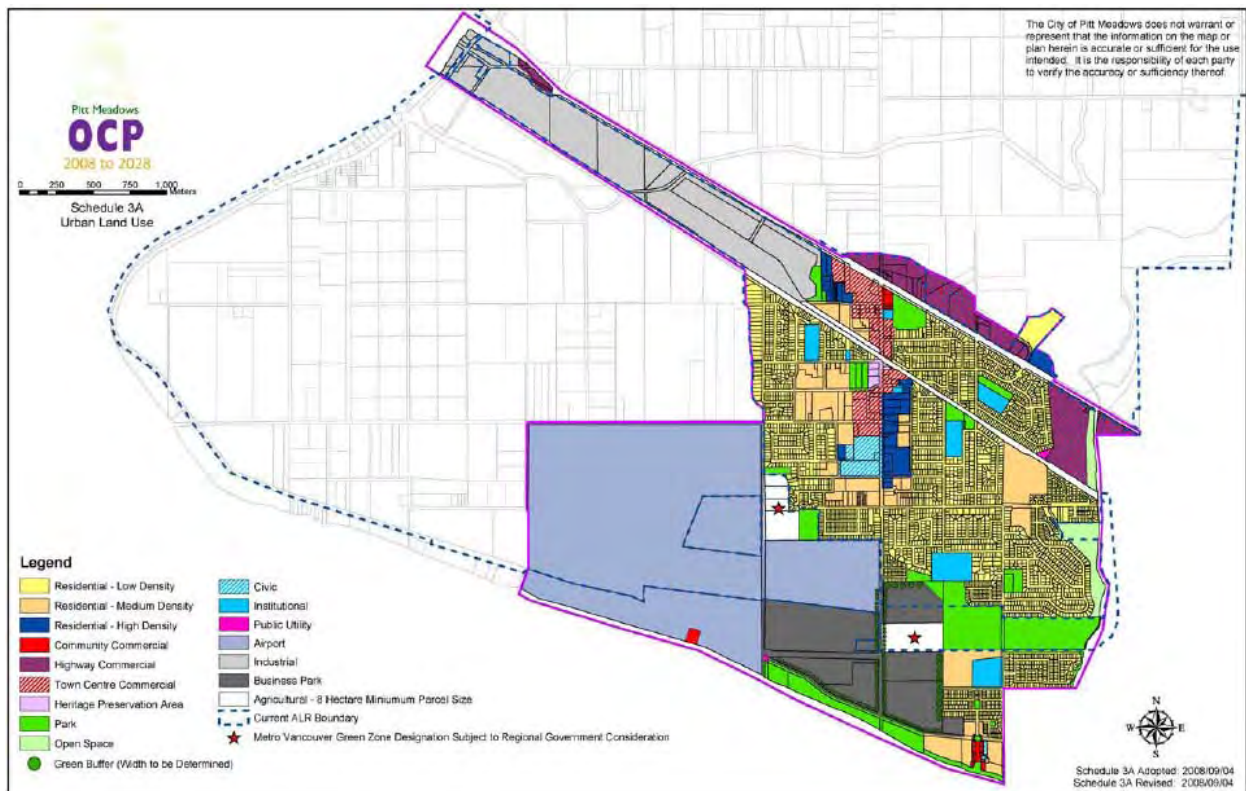 The City of Pitt Meadows does not warrant or
represent that the information on the map or
plan herein is accurate or sufficient for the use
intended. It is the responsibility of each party
to verify the accuracy or sufficiency thereof.
Pitt Meadows
OCP
2008 to 2028
0 250 500 750 1,000
Meters
Schedule 3A
Urban Land Use
Legend
Residential - Low Density
Residential - Medium Density
Residential - High Density
Community Commercial
Highway Commercial
Town Centre Commercial
Heritage Preservation Area
Park
Open Space
Green Buffer (Width to be Determined)
Civic
Institutional
Public Utility
Airport
Industrial
Business Park
Agricultural - 8 Hectare Miniumum Parcel Size
Current ALR Boundary
Metro Vancouver Green Zone Designation Subject to Regional Government Consideration
N
W E
S
Schedule 3A Adopted: 2008/09/04
Schedule 3A Revised: 2008/09/04